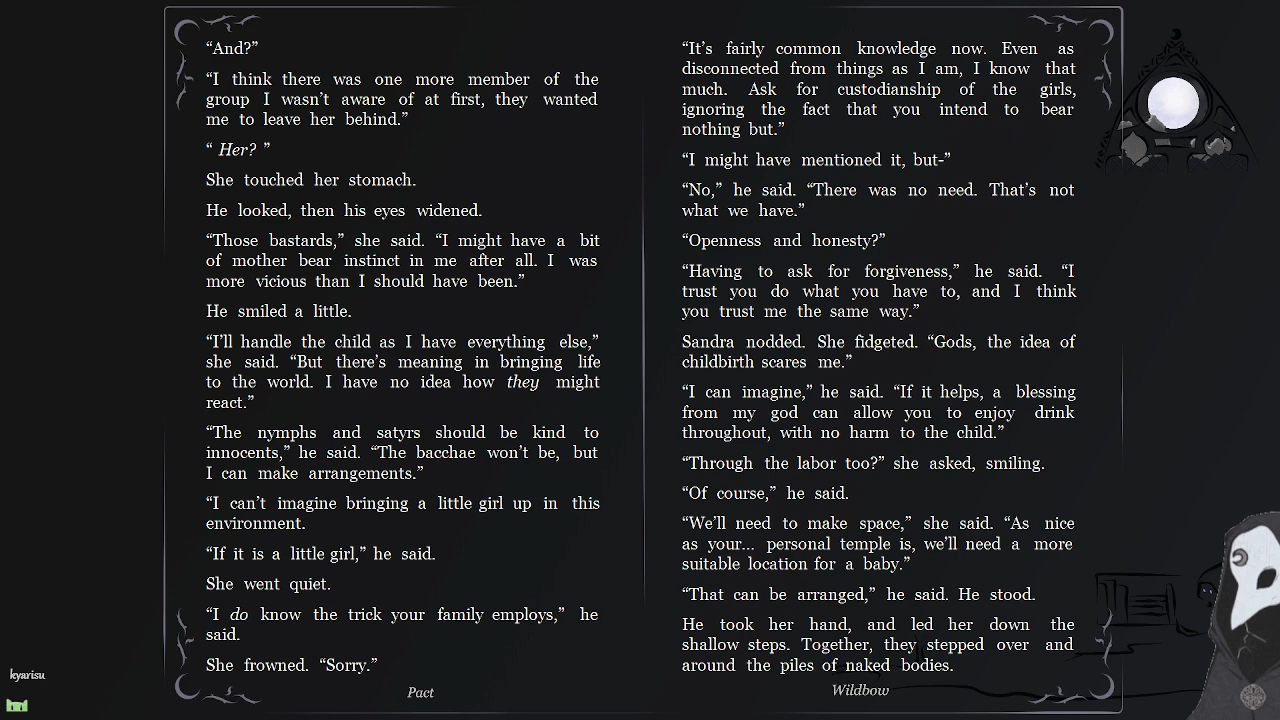 “And?”
“I think there was one more member of the
group I wasn’t aware of at first, they wanted
me to leave her behind.”
“ Her? ”
She touched her stomach.
He looked, then his eyes widened.
“Those bastards,” she said. “I might have a bit
of mother bear instinct in me after all. I was
more vicious than I should have been.”
He smiled a little.
“I’ll handle the child as I have everything else,”
she said. “But there’s meaning in bringing life
to the world. I have no idea how they might
react.”
“The nymphs and satyrs should be kind to
innocents,” he said. “The bacchae won’t be, but
I can make arrangements.”
“I can’t imagine bringing a little girl up in this
environment.
“If it is a little girl,” he said.
She went quiet.
“I do know the trick your family employs,” he
said.
She frowned. “Sorry.”
“It’s fairly common knowledge now. Even as
disconnected from things as I am, I know that
much. Ask for custodianship of the girls,
ignoring the fact that you intend to bear
nothing but.”
“I might have mentioned it, but-”
“No,” he said. “There was no need. That’s not
what we have.”
“Openness and honesty?”
“Having to ask for forgiveness,” he said. “I
trust you do what you have to, and I think
you trust me the same way.”
Sandra nodded. She fidgeted. “Gods, the idea of
childbirth scares me.”
“I can imagine,” he said. “If it helps, a blessing
from my god can allow you to enjoy drink
throughout, with no harm to the child.”
“Through the labor too?” she asked, smiling.
“Of course,” he said.
“We’ll need to make space,” she said. “As nice
as your... personal temple is, we’ll need a more
suitable location for a baby.”
“That can be arranged,” he said. He stood.
He took her hand, and led her down the
shallow steps. Together, they stepped over and
around the piles of naked bodies.
Pact
Wildbow
kyarisu